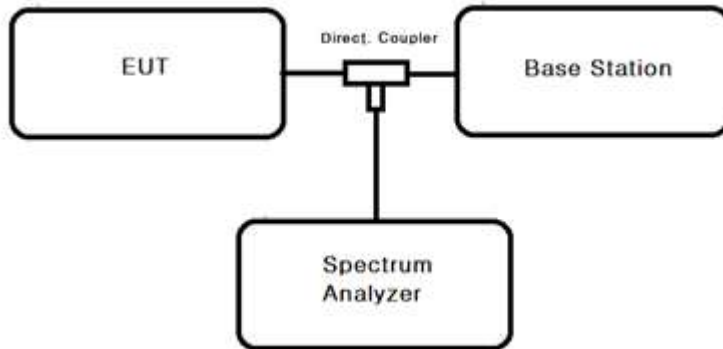 Direct. Coupler
EUT
Base Station
Spectrum
Analyzer